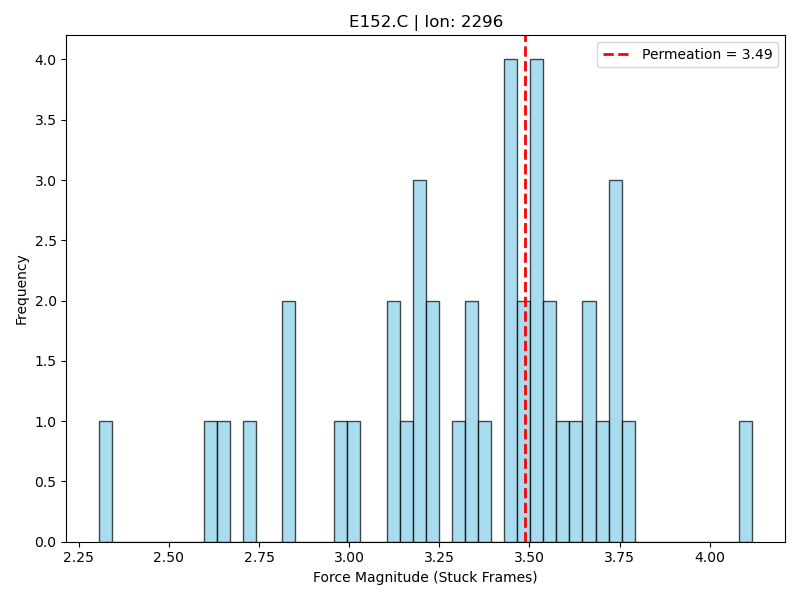 E152.C | Ion: 2296
Permeation = 3.49
4.0
3.5
3.0
2.5
2.0
1.5
1.0
0.5
0.0
Frequency
2.25 2.50 2.75 3.00 3.25 3.50 3.75 4.00
Force Magnitude (Stuck Frames)